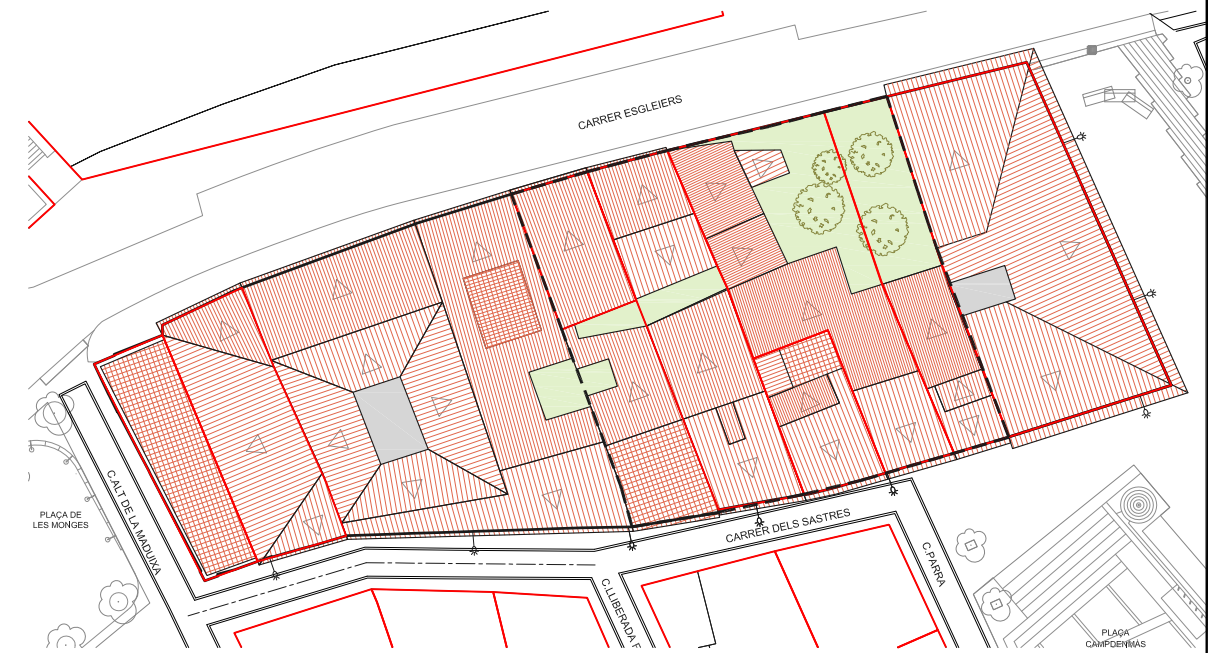 CARRER ESGLEIERS
C.ALT DE LA MADUIXA
PLAÇA DE
LES MONGES
CARRER DELS SASTRES
C.PARRA
C.LLIBERADA
PLAÇA
CAMPDENMÀS